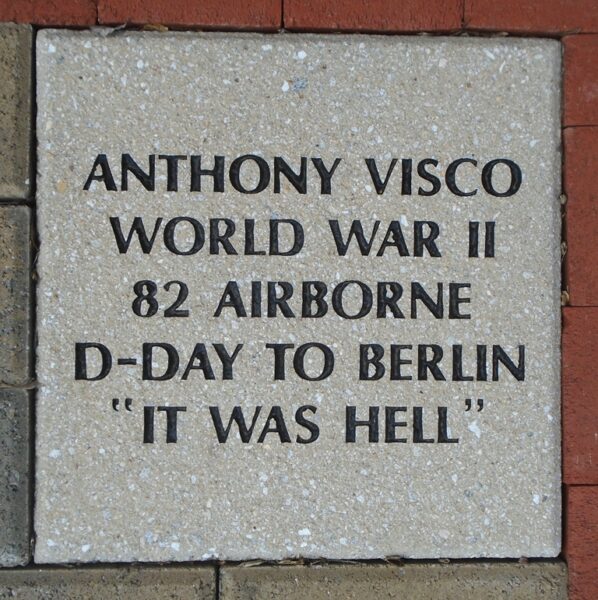 ANTHONY VISCO
WORLD WAR II
82 AIRBORNE
D-DAY TO BERLIN
"IT WAS HELL"